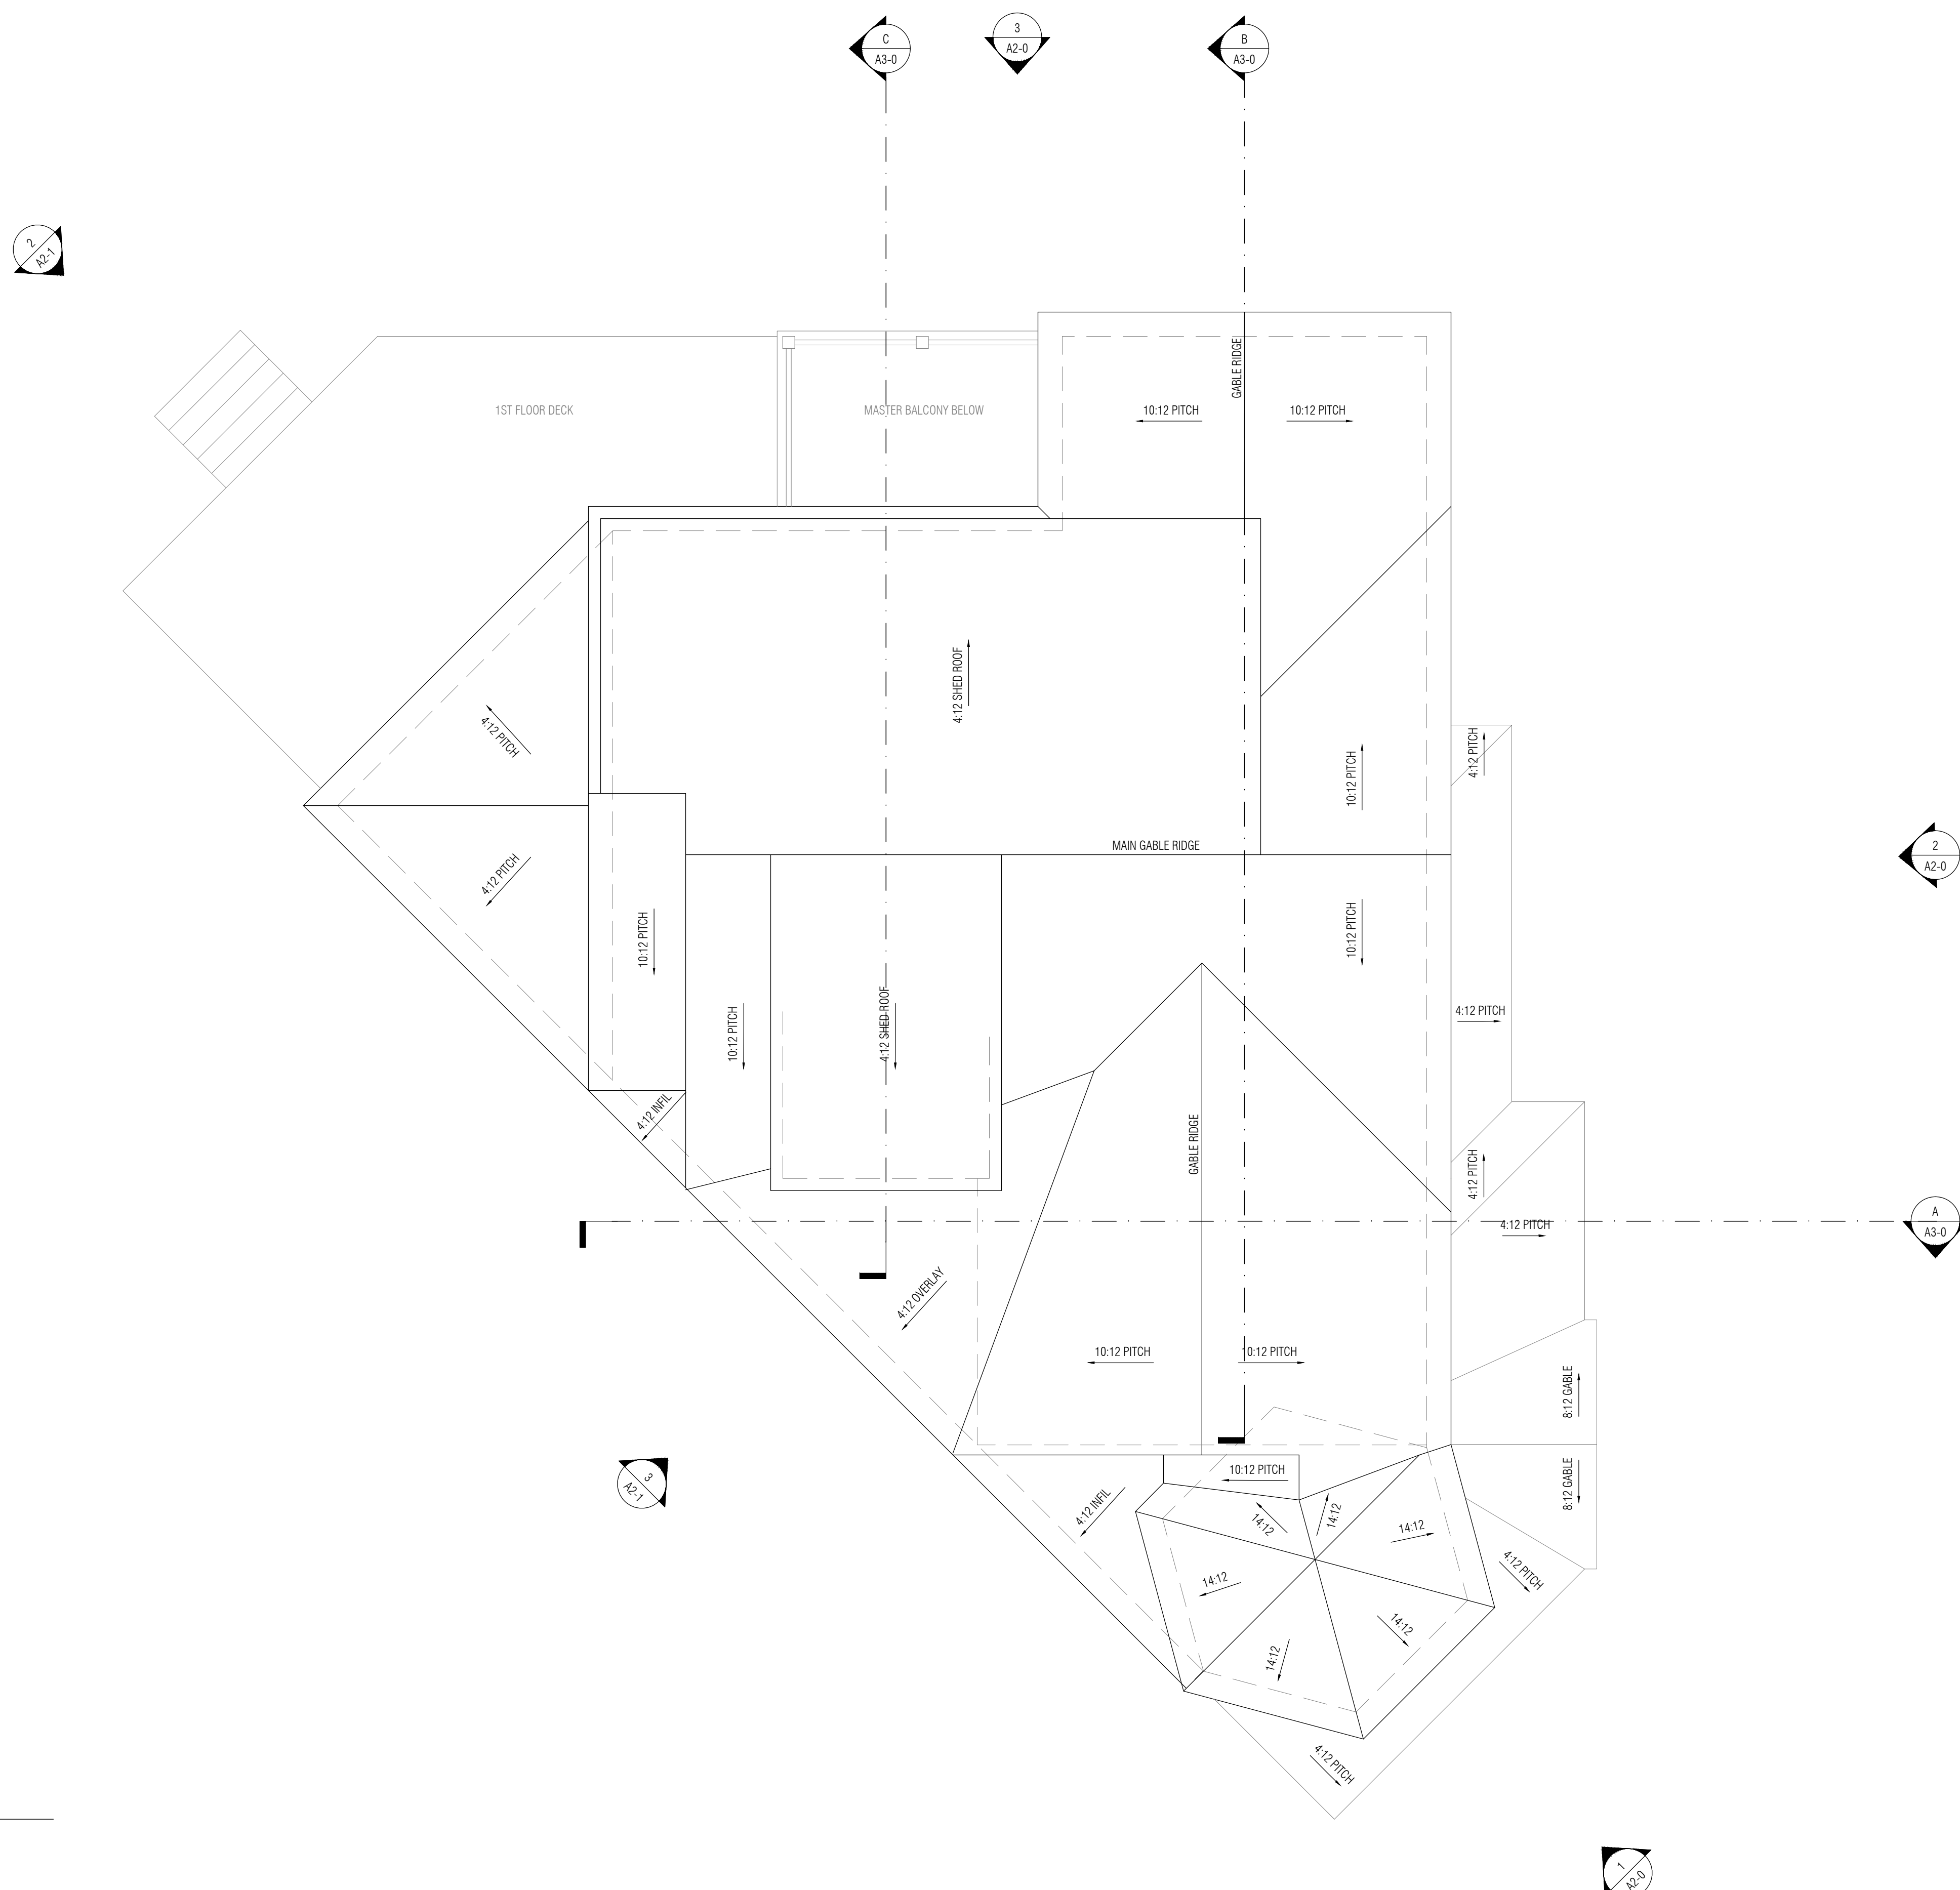 C
A3-0
3
A2-0
B
A3-0
2
A2-1
GABLE RIDGE
1ST FLOOR DECK
MASTER BALCONY BELOW
10:12 PITCH
10:12 PITCH
4:12 SHED ROOF
4:12 PITCH
10:12 PITCH
4:12 PITCH
MAIN GABLE RIDGE
2
A2-0
4:12 PITCH
10:12 PITCH
10:12 PITCH
10:12 PITCH
4:12 SHED ROOF
4:12 PITCH
4:12 INFIL
GABLE RIDGE
4:12 PITCH
4:12 PITCH
A
A3-0
4:12 OVERLAY
10:12 PITCH
10:12 PITCH
8:12 GABLE
3
A2-1
10:12 PITCH
8:12 GABLE
4:12 INFIL
14:12
14:12
14:12
14:12
4:12 PITCH
14:12
14:12
4:12 PITCH
1
A2-0